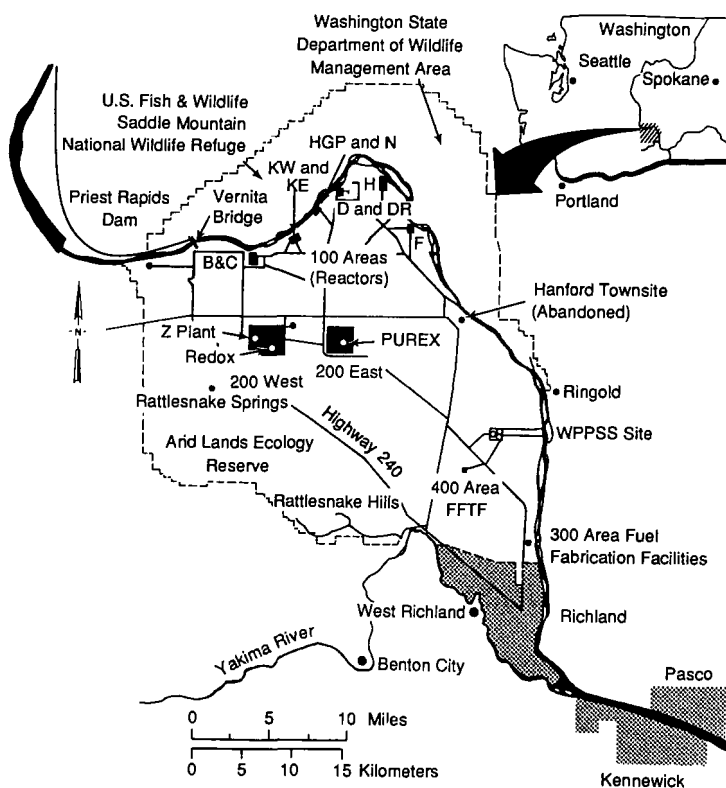 Washington State
Department of Wildlife
Management Area
Washington
Seattle
Spokane
Portland
U.S. Fish & Wildlife
Saddle Mountain
National Wildlife Refuge
HGP and N
KW and
KE
H
D and DR
F
Priest Rapids
Dam
Vernita
Bridge
B&C
100 Areas
(Reactors)
Hanford Townsite
(Abandoned)
N
Z Plant
Redox
PUREX
200 West
200 East
Rattlesnake Springs
Ringold
Highway 240
WPPSS Site
Arid Lands Ecology
Reserve
400 Area
FFTF
Rattlesnake Hills
300 Area Fuel
Fabrication Facilities
West Richland
Richland
Yakima River
Benton City
Pasco
0 5 10 Miles
0 5 10 15 Kilometers
Kennewick